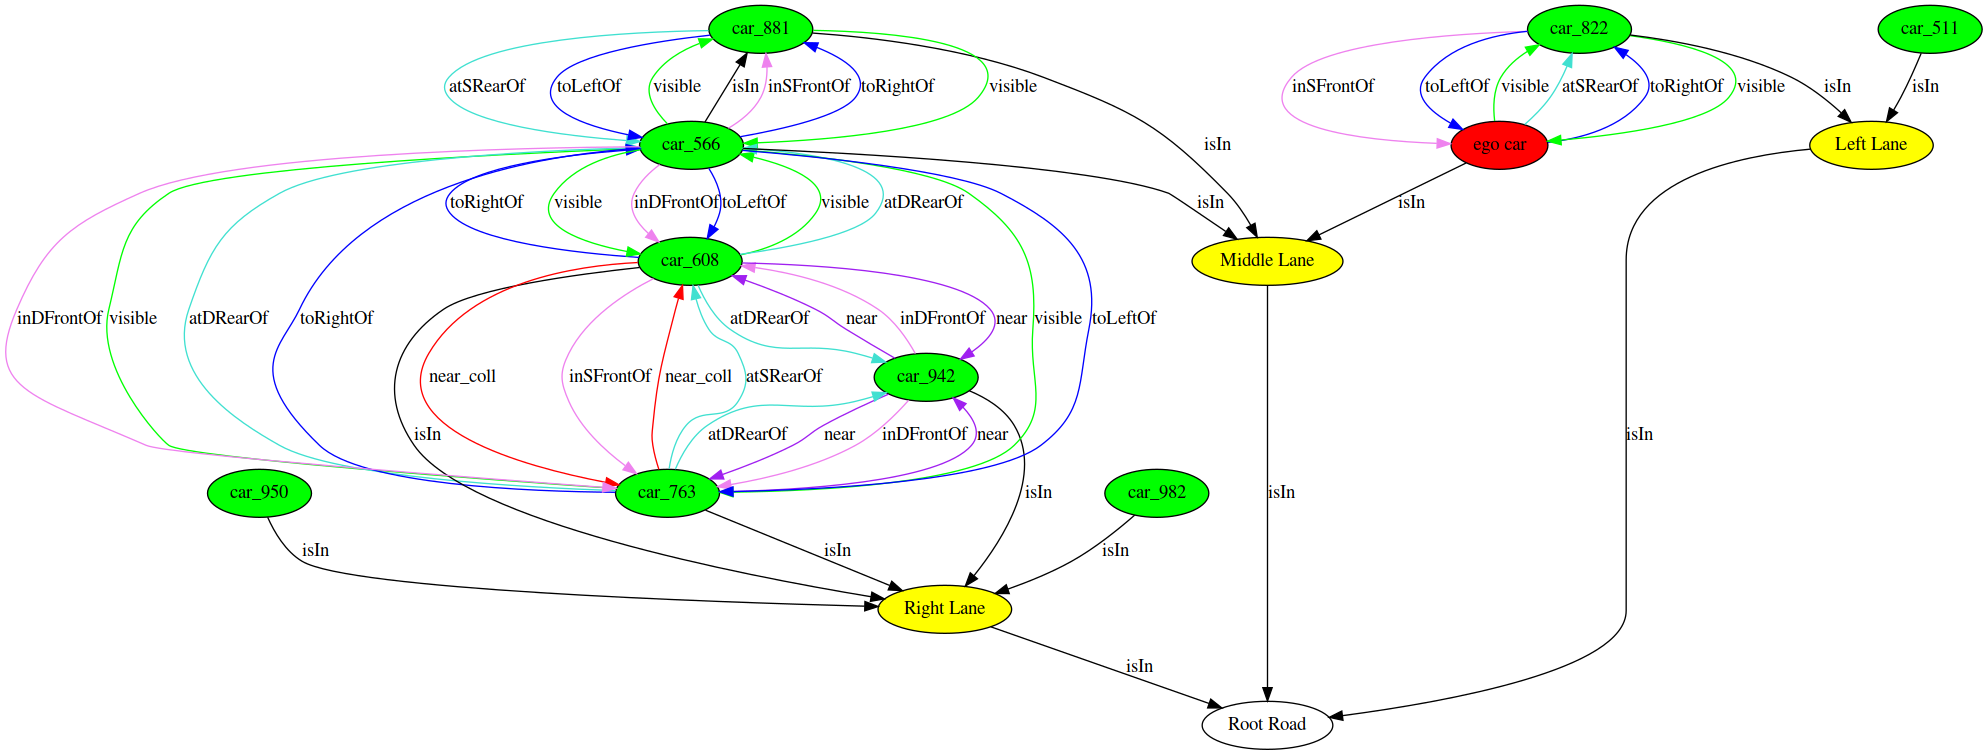 car_881
car_822
car_511
atSRearOf
toLeftOf
visible
isIn
inSFrontOf
toRightOf
visible
inSFrontOf
toLeftOf
visible
atSRearOf
toRightOf
visible
isIn
isIn
car_566
isIn
ego car
Left Lane
toRightOf
visible
inDFrontOf
toLeftOf
visible
atDRearOf
isIn
isIn
car_608
Middle Lane
inDFrontOf
visible
atDRearOf
toRightOf
atDRearOf
near
inDFrontOf
near
visible
toLeftOf
near_coll
inSFrontOf
near_coll
atSRearOf
car_942
isIn
atDRearOf
near
inDFrontOf
near
isIn
car_950
car_763
isIn
car_982
isIn
isIn
isIn
isIn
Right Lane
isIn
Root Road